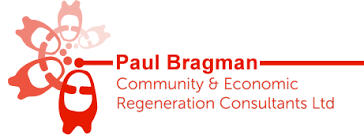 Paul Bragman
Community & Economic
Regeneration Consultants Ltd